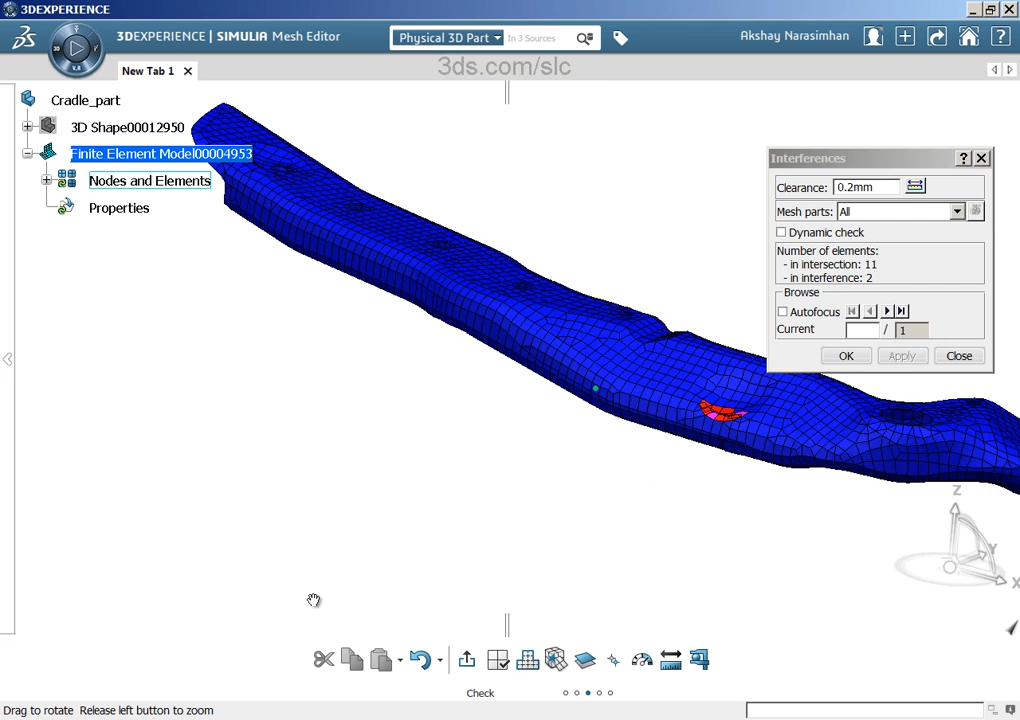 3DEXPERIENCE
3DEXPERIENCE | SIMULIA Mesh Editor
Physical 3D Part
In 3 Sources
Akshay Narasimhan
3D
V.R
New Tab 1
3ds.com/slc
Cradle_part
3D Shape00012950
Finite Element Model00004953
Nodes and Elements
Properties
Interferences
Clearance: 0.2mm
Mesh parts: All
Dynamic check
Number of elements:
- in intersection: 11
- in interference: 2
Browse
Autofocus
Current / 1
OK Apply Close
Z
Y
X
Check
Drag to rotate Release left button to zoom